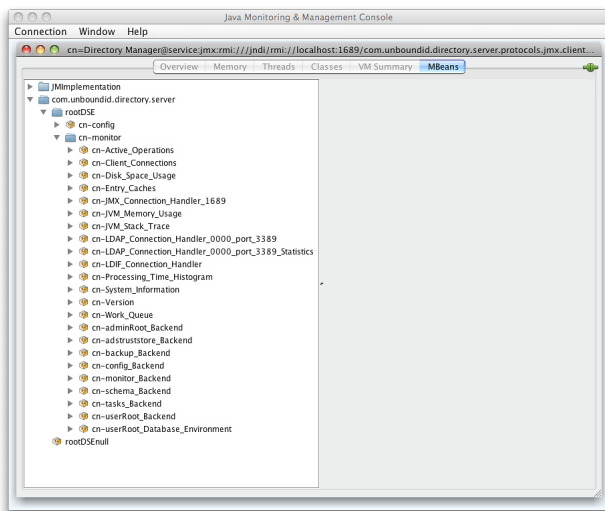 Java Monitoring & Management Console
Connection Window Help
cn=Directory Manager@service:jmx:rmi:///jndi/rmi://localhost:1689/com.unboundid.directory.server.protocols.jmx.client...
Overview Memory Threads Classes VM Summary MBeans
JMImplementation
com.unboundid.directory.server
rootDSE
cn-config
cn-monitor
cn-Active_Operations
cn-Client_Connections
cn-Disk_Space_Usage
cn-Entry_Caches
cn-JMX_Connection_Handler_1689
cn-JVM_Memory_Usage
cn-JVM_Stack_Trace
cn-LDAP_Connection_Handler_0000_port_3389
cn-LDAP_Connection_Handler_0000_port_3389_Statistics
cn-LDIF_Connection_Handler
cn-Processing_Time_Histogram
cn-System_Information
cn-Version
cn-Work_Queue
cn-adminRoot_Backend
cn-adstruststore_Backend
cn-backup_Backend
cn-config_Backend
cn-monitor_Backend
cn-schema_Backend
cn-tasks_Backend
cn-userRoot_Backend
cn-userRoot_Database_Environment
rootDSEnull